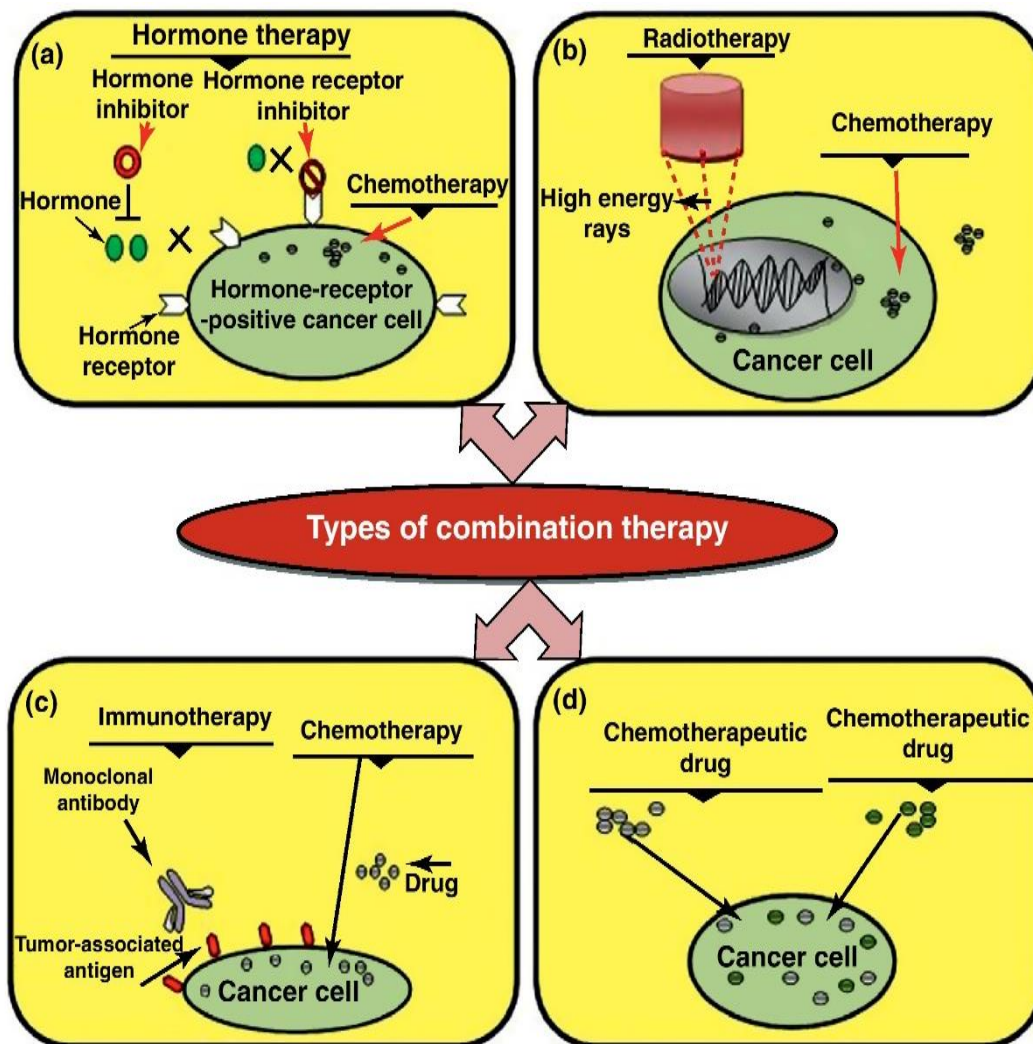 (a)
Hormone therapy
Hormone
inhibitor
Hormone receptor
inhibitor
Hormone
Chemotherapy
Hormone-receptor
-positive cancer cell
Hormone
receptor
(b)
Radiotherapy
Chemotherapy
High energy
rays
Cancer cell
Types of combination therapy
(c)
Immunotherapy
Chemotherapy
Monoclonal
antibody
Drug
Tumor-associated
antigen
Cancer cell
(d)
Chemotherapeutic
drug
Chemotherapeutic
drug
Cancer cell